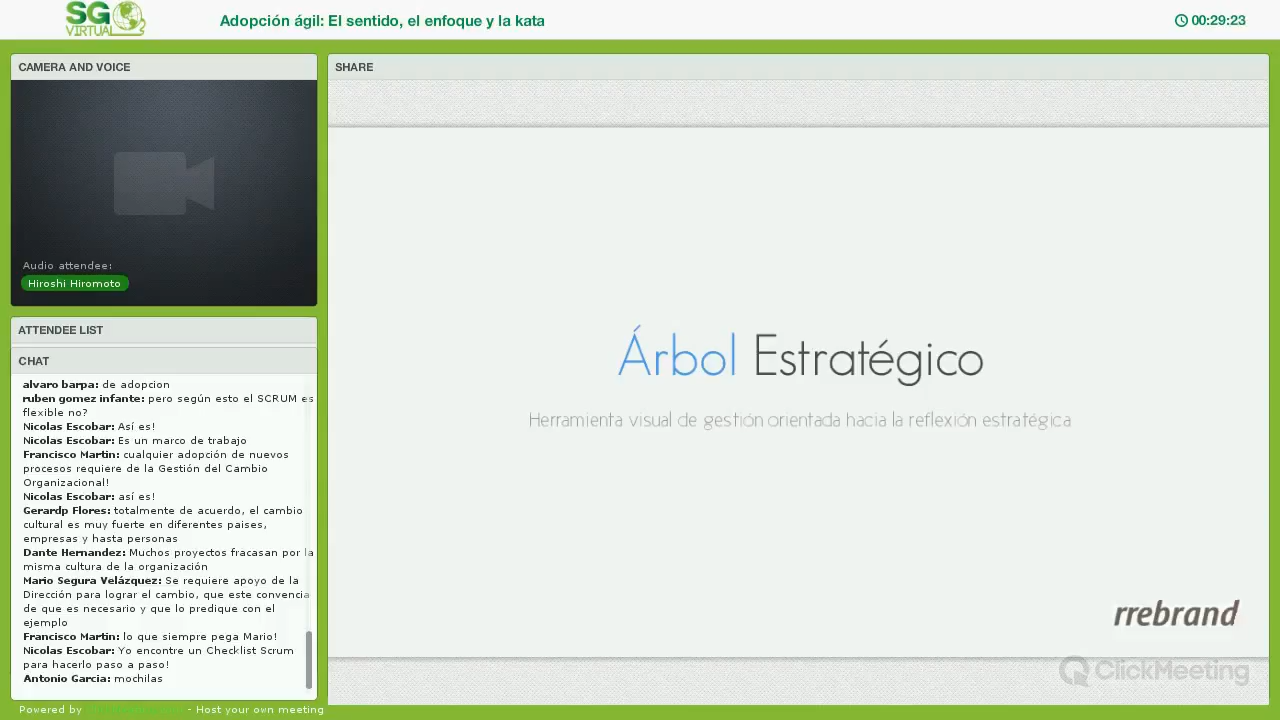 SG
VIRTUAL
Adopción ágil: El sentido, el enfoque y la kata
00:29:23
CAMERA AND VOICE
Audio attendee:
Hiroshi Hiromoto
ATTENDEE LIST
CHAT
alvaro barpa: de adopcion
ruben gomez infante: pero según esto el SCRUM es
flexible no?
Nicolas Escobar: Así es!
Nicolas Escobar: Es un marco de trabajo
Francisco Martin: cualquier adopción de nuevos
procesos requiere de la Gestión del Cambio
Organizacional!
Nicolas Escobar: así es!
Gerardp Flores: totalmente de acuerdo, el cambio
cultural es muy fuerte en diferentes paises,
empresas y hasta personas
Dante Hernandez: Muchos proyectos fracasan por la
misma cultura de la organización
Mario Segura Velázquez: Se requiere apoyo de la
Dirección para lograr el cambio, que este convencia
de que es necesario y que lo predique con el
ejemplo
Francisco Martin: lo que siempre pega Mario!
Nicolas Escobar: Yo encontre un Checklist Scrum
para hacerlo paso a paso!
Antonio Garcia: mochilas
Powered by - Host your own meeting
SHARE
Árbol Estratégico
Herramienta visual de gestión orientada hacia la reflexión estratégica
rrebrand
ClickMeeting